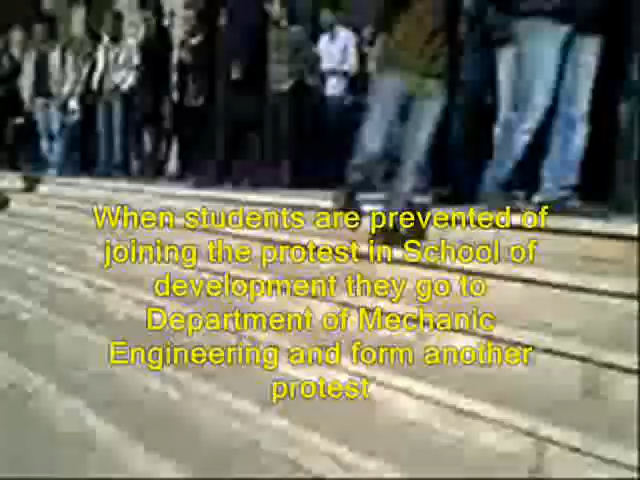 When students are prevented of
joining the protest in School of
development they go to
Department of Mechanic
Engineering and form another
protest